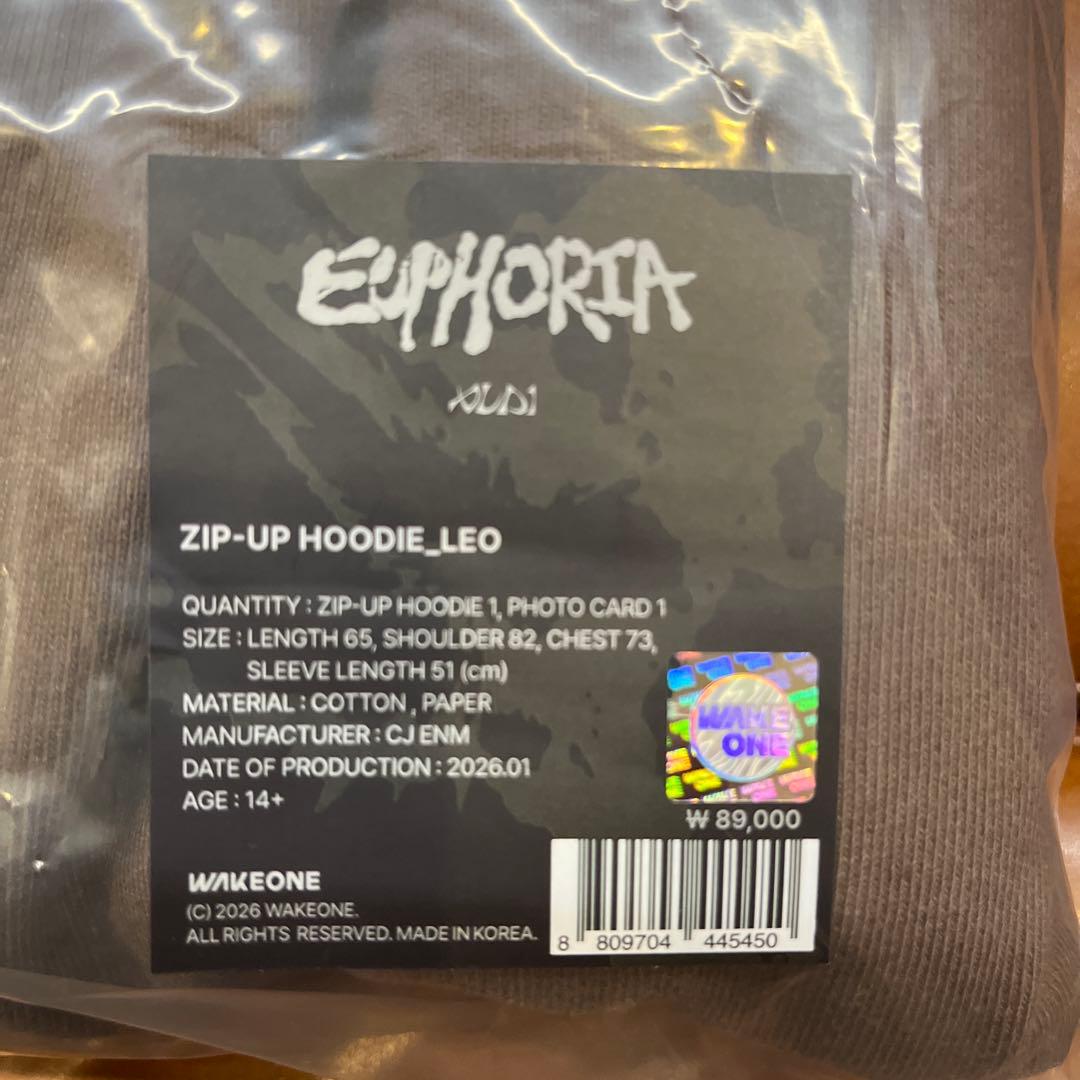 EUPHORIA
ALD1
ZIP-UP HOODIE_LEO
QUANTITY : ZIP-UP HOODIE 1, PHOTO CARD 1
SIZE : LENGTH 65, SHOULDER 82, CHEST 73,
SLEEVE LENGTH 51 (cm)
MATERIAL : COTTON , PAPER
MANUFACTURER : CJ ENM
DATE OF PRODUCTION : 2026.01
AGE : 14+
WAKE
ONE
₩ 89,000
WAKEONE
(C) 2026 WAKEONE.
ALL RIGHTS RESERVED. MADE IN KOREA.
8 809704 445450